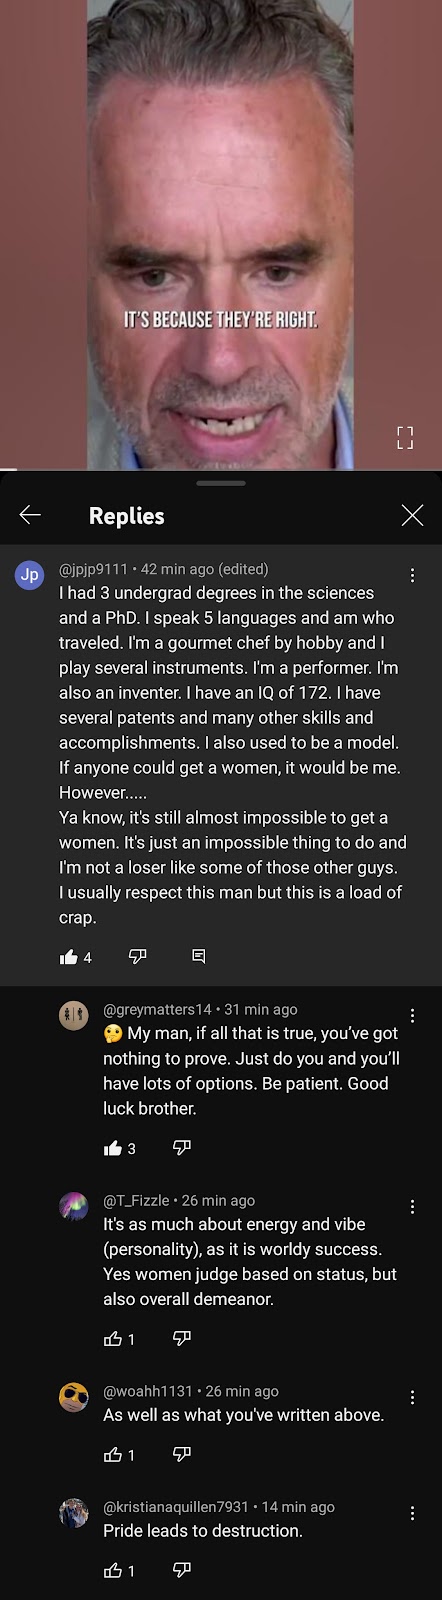 IT'S BECAUSE THEY'RE RIGHT.
Replies
Jp
@jpjp9111 • 42 min ago (edited)
I had 3 undergrad degrees in the sciences
and a PhD. I speak 5 languages and am who
traveled. I'm a gourmet chef by hobby and I
play several instruments. I'm a performer. I'm
also an inventer. I have an IQ of 172. I have
several patents and many other skills and
accomplishments. I also used to be a model.
If anyone could get a women, it would be me.
However.....
Ya know, it's still almost impossible to get a
women. It's just an impossible thing to do and
I'm not a loser like some of those other guys.
I usually respect this man but this is a load of
crap.
4
@greymatters14 • 31 min ago
🤔 My man, if all that is true, you've got
nothing to prove. Just do you and you'll
have lots of options. Be patient. Good
luck brother.
3
@T_Fizzle • 26 min ago
It's as much about energy and vibe
(personality), as it is worldy success.
Yes women judge based on status, but
also overall demeanor.
1
@woahh1131 • 26 min ago
As well as what you've written above.
1
@kristianaquillen7931 • 14 min ago
Pride leads to destruction.
1